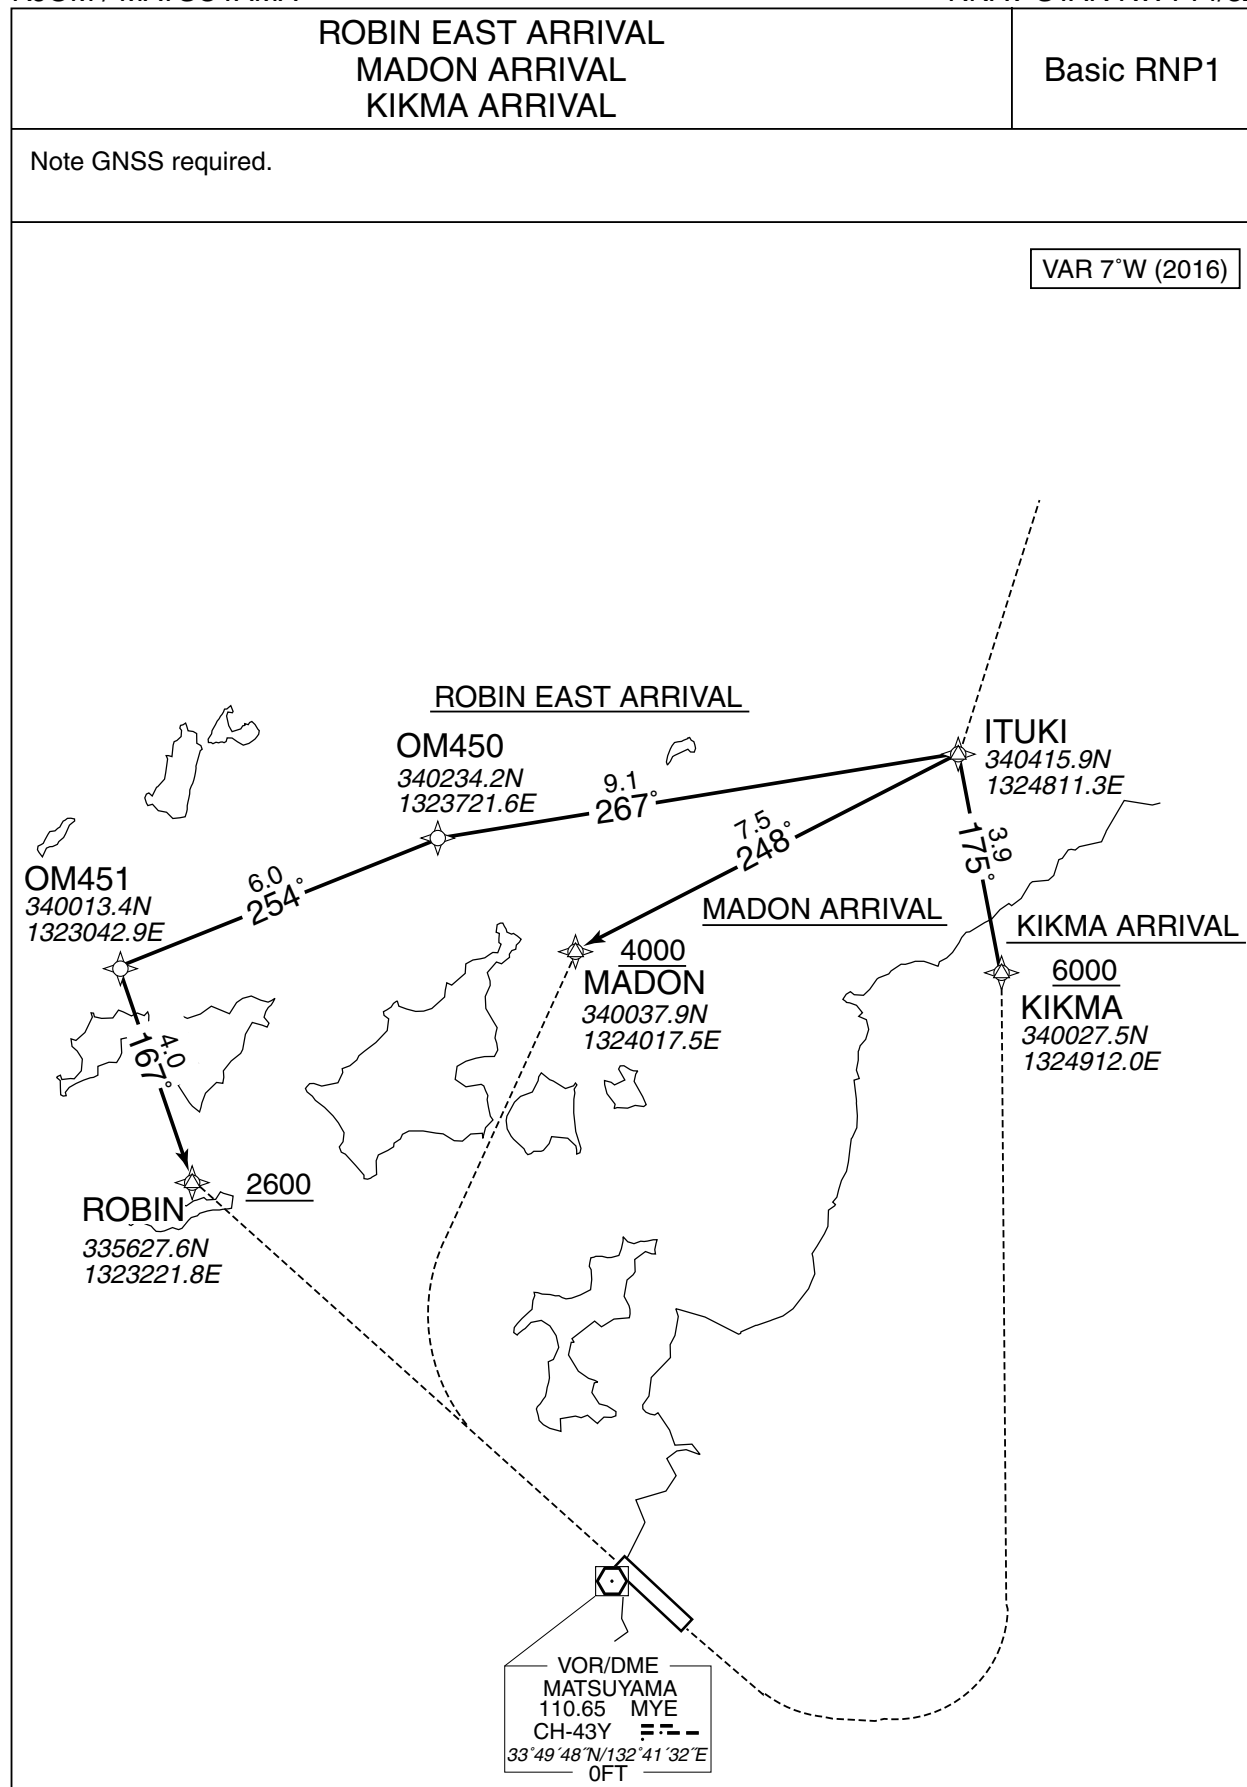 ROBIN EAST ARRIVAL
MADON ARRIVAL
KIKMA ARRIVAL
Basic RNP1
Note GNSS required.
VAR 7˚W (2016)
ROBIN EAST ARRIVAL
ITUKI
340415.9N
1324811.3E
OM450
340234.2N
1323721.6E
9.1
267˚
7.5
248˚
3.9
175˚
OM451
340013.4N
1323042.9E
6.0
254˚
MADON ARRIVAL
KIKMA ARRIVAL
4000
MADON
340037.9N
1324017.5E
6000
KIKMA
340027.5N
1324912.0E
4.0
167˚
2600
ROBIN
335627.6N
1323221.8E
VOR/DME
MATSUYAMA
110.65 MYE
CH-43Y
33˚49´48˝N/132˚41´32˝E
0FT